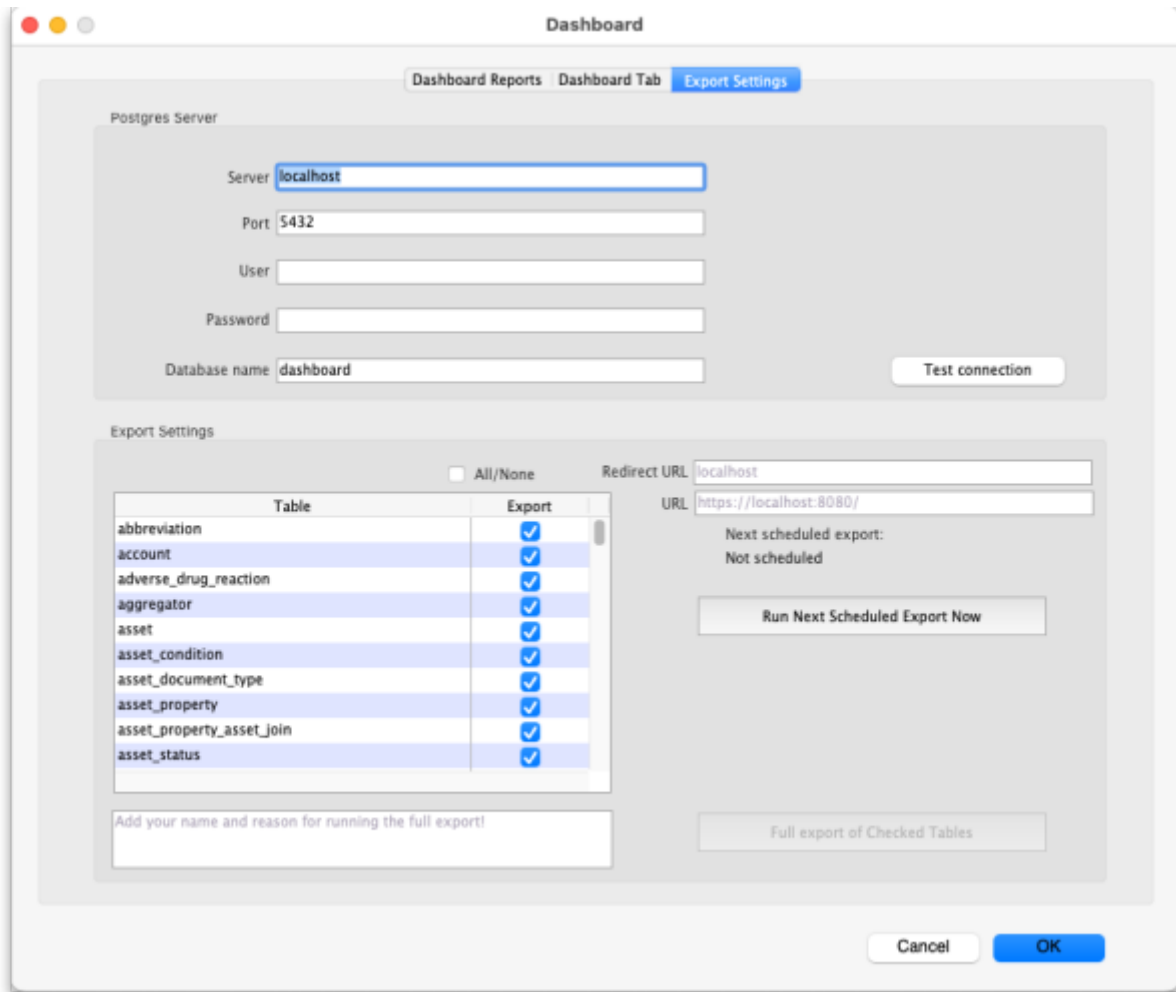 Dashboard
Dashboard Reports Dashboard Tab Export Settings
Postgres Server
Server localhost
Port 5432
User
Password
Database name dashboard
Test connection
Export Settings
All/None
Redirect URL localhost
URL https://localhost:8080/
Table Export
abbreviation
account
adverse_drug_reaction
aggregator
asset
asset_condition
asset_document_type
asset_property
asset_property_asset_join
asset_status
Next scheduled export:
Not scheduled
Run Next Scheduled Export Now
Add your name and reason for running the full export!
Full export of Checked Tables
Cancel OK